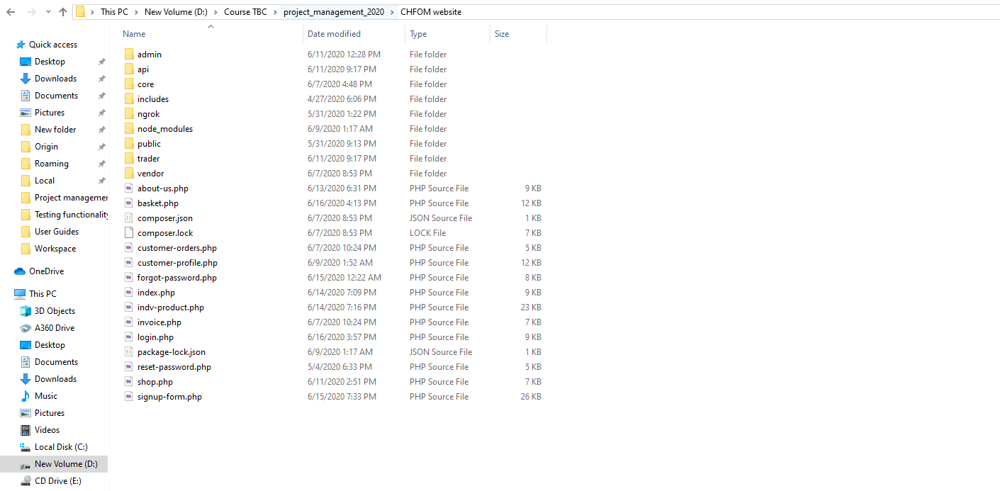 This PC > New Volume (D:) > Course TBC > project_management_2020 > CHFOM website
Name Date modified Type Size
Quick access
Desktop
Downloads
Documents
Pictures
New folder
Origin
Roaming
Local
Project managemen
Testing functionality
User Guides
Workspace
OneDrive
This PC
3D Objects
A360 Drive
Desktop
Documents
Downloads
Music
Pictures
Videos
Local Disk (C:)
New Volume (D:)
CD Drive (E:)
admin 6/11/2020 12:28 PM File folder
api 6/11/2020 9:17 PM File folder
core 6/7/2020 4:48 PM File folder
includes 4/27/2020 6:06 PM File folder
ngrok 5/31/2020 1:22 PM File folder
node_modules 6/9/2020 1:17 AM File folder
public 5/31/2020 9:13 PM File folder
trader 6/11/2020 9:17 PM File folder
vendor 6/7/2020 8:53 PM File folder
about-us.php 6/13/2020 6:31 PM PHP Source File 9 KB
basket.php 6/16/2020 4:13 PM PHP Source File 12 KB
composer.json 6/7/2020 8:53 PM JSON Source File 1 KB
composer.lock 6/7/2020 8:53 PM LOCK File 7 KB
customer-orders.php 6/7/2020 10:24 PM PHP Source File 5 KB
customer-profile.php 6/9/2020 1:52 AM PHP Source File 12 KB
forgot-password.php 6/15/2020 12:22 AM PHP Source File 8 KB
index.php 6/14/2020 7:09 PM PHP Source File 9 KB
indv-product.php 6/14/2020 7:16 PM PHP Source File 23 KB
invoice.php 6/7/2020 10:24 PM PHP Source File 7 KB
login.php 6/16/2020 3:57 PM PHP Source File 9 KB
package-lock.json 6/9/2020 1:17 AM JSON Source File 1 KB
reset-password.php 5/4/2020 6:33 PM PHP Source File 5 KB
shop.php 6/11/2020 2:51 PM PHP Source File 7 KB
signup-form.php 6/15/2020 7:33 PM PHP Source File 26 KB